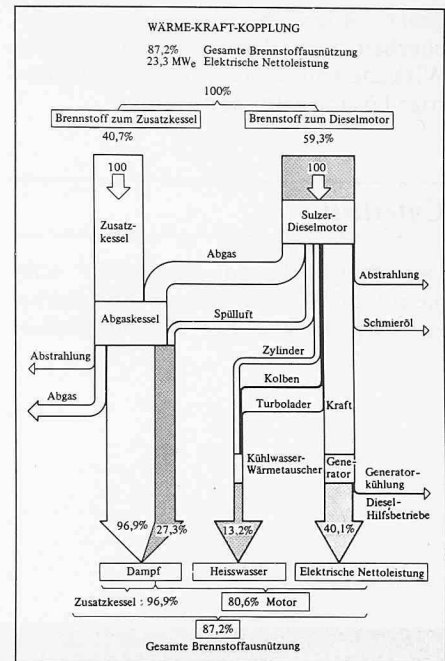 WÄRME-KRAFT-KOPPLUNG
87,2% Gesamte Brennstoffausnützung
23,3 MWe Elektrische Nettoleistung
100%
Brennstoff zum Zusatzkessel Brennstoff zum Dieselmotor
40,7% 59,3%
100 100
Zusatz-
kessel
Sulzer-
Dieselmotor
Abgas
Abstrahlung
Abgaskessel
Spülluft
Schmieröl
Zylinder
Abstrahlung
Kolben
Abgas
Turbolader Kraft
Kühlwasser-
Wärmetauscher
Gene-
rator
Generator-
kühlung
Diesel-
Hilfsbetriebe
96,9% 27,3% 13,2% 40,1%
Dampf Heisswasser Elektrische Nettoleistung
Zusatzkessel : 96,9% 80,6% Motor
87,2%
Gesamte Brennstoffausnützung